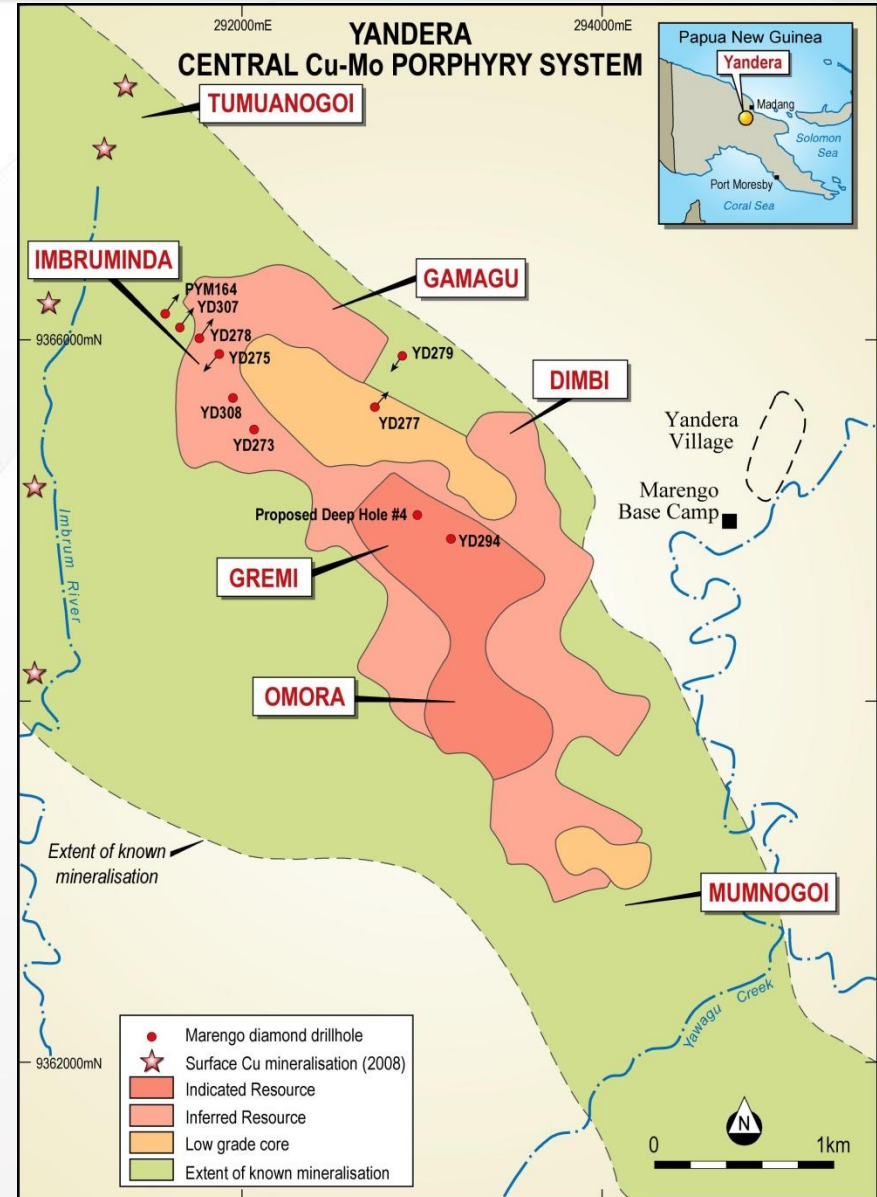 292000mE
294000mE
YANDERA
CENTRAL Cu-Mo PORPHYRY SYSTEM
Papua New Guinea
Yandera
Madang
Solomon
Sea
Port Moresby
Coral Sea
TUMUANOGOI
IMBRUMINDA
GAMAGU
PYM164
YD307
9366000mN
YD278
YD275
YD279
DIMBI
YD308
YD277
YD273
Yandera
Village
Marengo
Base Camp
Proposed Deep Hole #4
YD294
Imbrum River
GREMI
OMORA
Extent of known
mineralisation
MUMNOGOI
Yawagu Creek
9362000mN
Marengo diamond drillhole
Surface Cu mineralisation (2008)
Indicated Resource
Inferred Resource
Low grade core
Extent of known mineralisation
N
0 1km